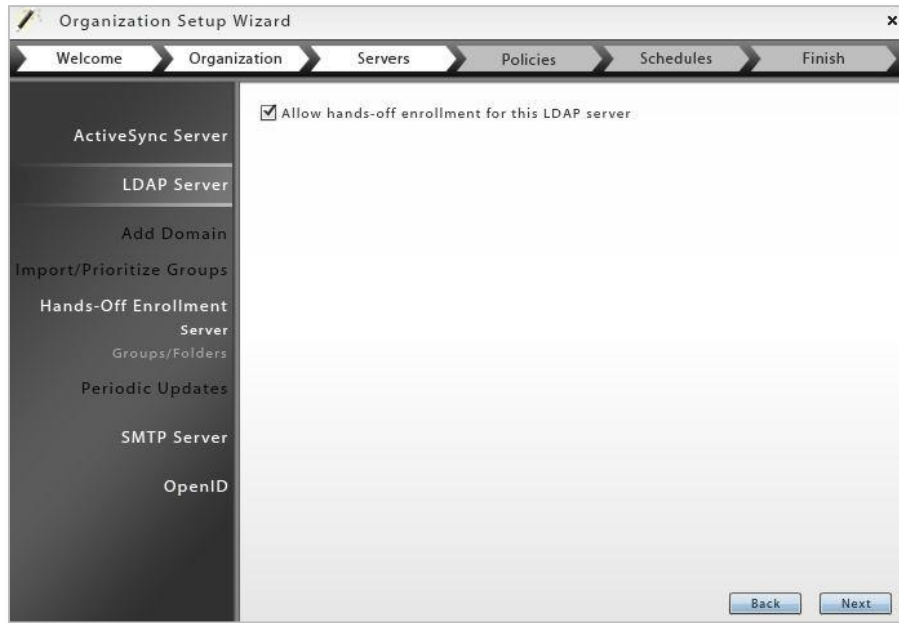 Organization Setup Wizard x
Welcome Organization Servers Policies Schedules Finish
ActiveSync Server
LDAP Server
Add Domain
Import/Prioritize Groups
Hands-Off Enrollment
Server
Groups/Folders
Periodic Updates
SMTP Server
OpenID
Allow hands-off enrollment for this LDAP server
Back Next